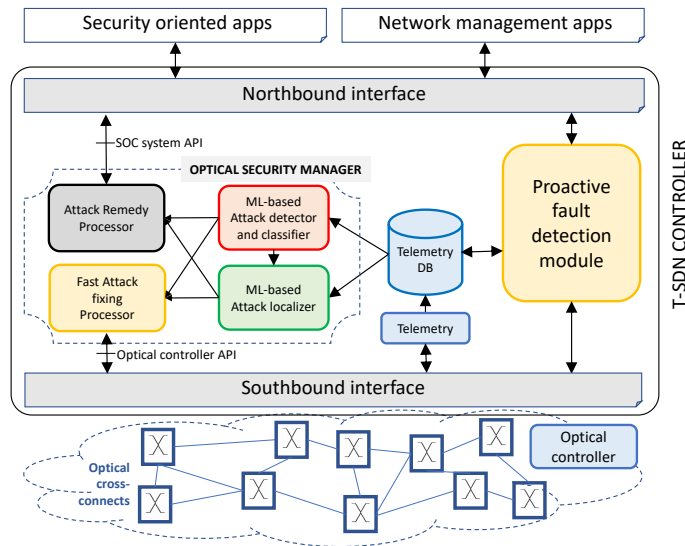 Security oriented apps
Network management apps
Northbound interface
SOC system API
OPTICAL SECURITY MANAGER
Attack Remedy
Processor
ML-based
Attack detector
and classifier
Fast Attack
fixing
Processor
ML-based
Attack localizer
Telemetry
DB
Telemetry
Proactive
fault
detection
module
T-SDN CONTROLLER
Optical controller API
Southbound interface
Optical
cross-
connects
Optical
controller